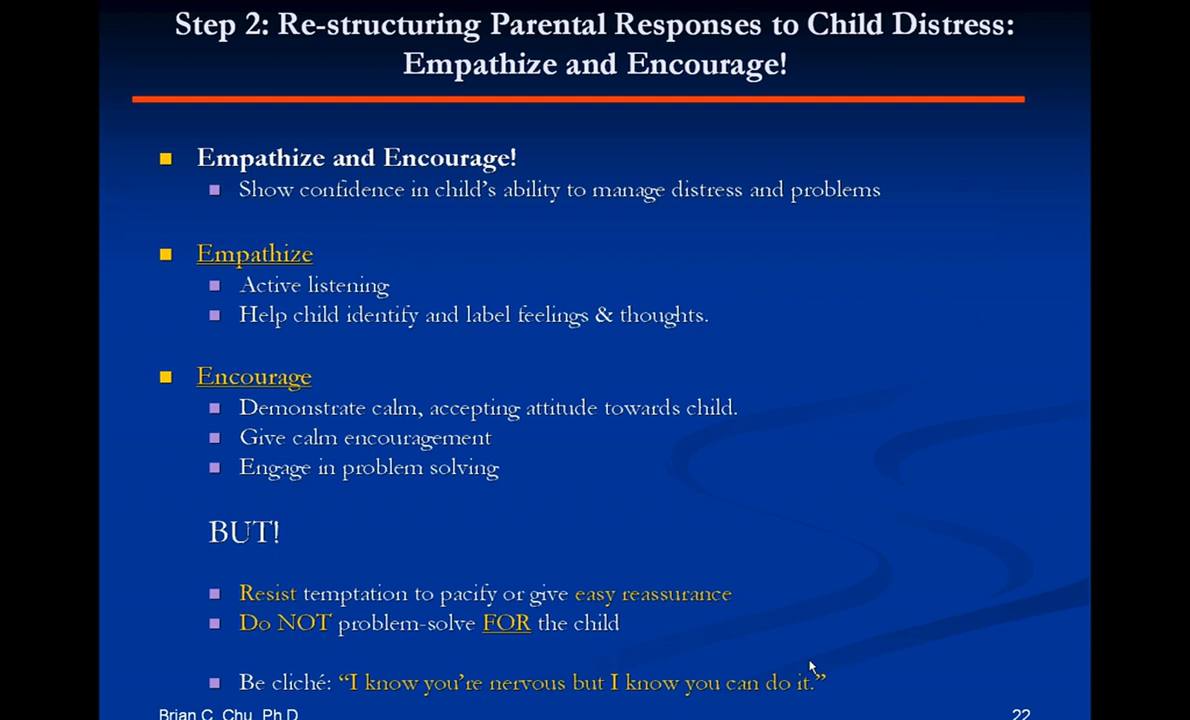 Step 2: Re-structuring Parental Responses to Child Distress:
Empathize and Encourage!
Empathize and Encourage!
Show confidence in child's ability to manage distress and problems
Empathize
Active listening
Help child identify and label feelings & thoughts.
Encourage
Demonstrate calm, accepting attitude towards child.
Give calm encouragement
Engage in problem solving
BUT!
Resist temptation to pacify or give easy reassurance
Do NOT problem-solve FOR the child
Be cliché: “I know you're nervous but I know you can do it.”
Brian C. Chu, Ph.D.
22